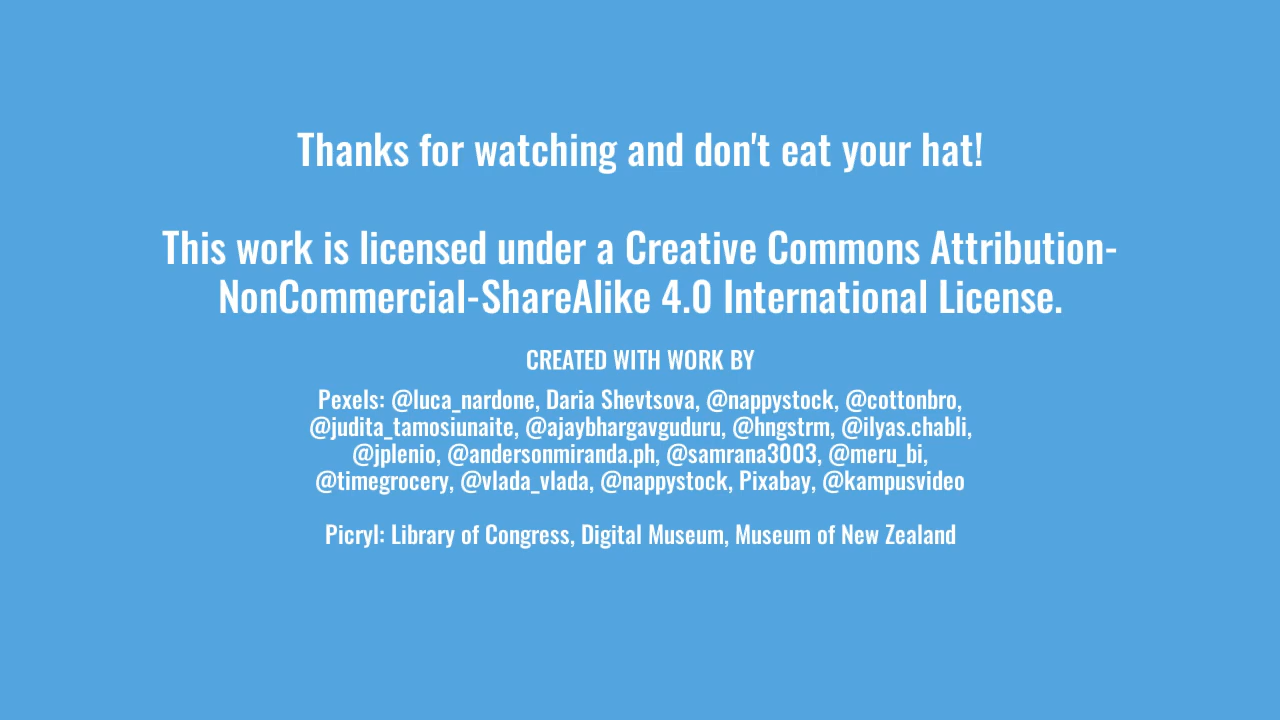 Thanks for watching and don't eat your hat!
This work is licensed under a Creative Commons Attribution-
NonCommercial-ShareAlike 4.0 International License.
CREATED WITH WORK BY
Pexels: @luca_nardone, Daria Shevtsova, @nappystock, @cottonbro,
@judita_tamosiunaite, @ajaybhargavguduru, @hngstrm, @ilyas.chabli,
@jplenio, @andersonmiranda.ph, @samrana3003, @meru_bi,
@timegrocery, @vlada_vlada, @nappystock, Pixabay, @kampusvideo
Picryl: Library of Congress, Digital Museum, Museum of New Zealand